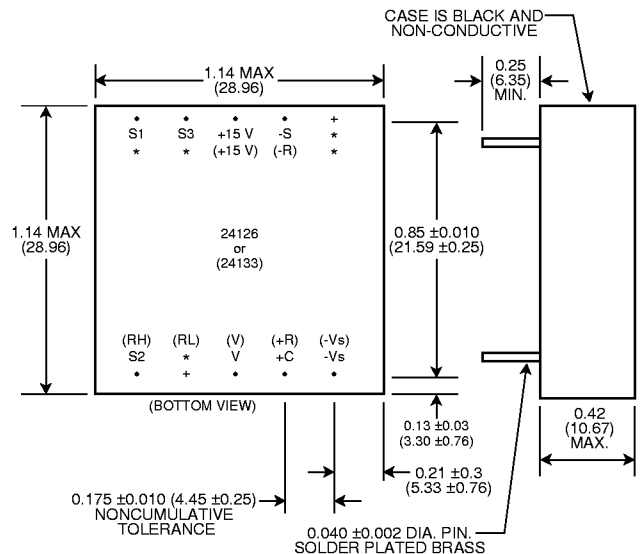 CASE IS BLACK AND
NON-CONDUCTIVE
1.14 MAX
(28.96)
0.25
(6.35)
MIN.
S1 S3 +15 V -S *
* * (+15 V) (-R) *
1.14 MAX
(28.96)
24126
or
(24133)
0.85 ±0.010
(21.59 ±0.25)
(RH) (RL) (V) (+R) (-Vs)
S2 * V +C -Vs
(BOTTOM VIEW)
0.13 ±0.03
(3.30 ±0.76)
0.42
(10.67)
MAX.
0.21 ±0.3
(5.33 ±0.76)
0.175 ±0.010 (4.45 ±0.25)
NONCUMULATIVE
TOLERANCE
0.040 ±0.002 DIA. PIN.
SOLDER PLATED BRASS